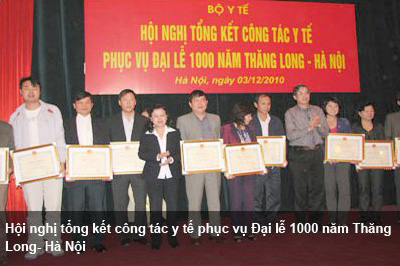 BỘ Y TẾ
HỘI NGHỊ TỔNG KẾT CÔNG TÁC Y TẾ
PHỤC VỤ ĐẠI LỄ 1000 NĂM THĂNG LONG - HÀ NỘI
Hà Nội, ngày 03/12/2010
Hội nghị tổng kết công tác y tế phục vụ Đại lễ 1000 năm Thăng
Long- Hà Nội